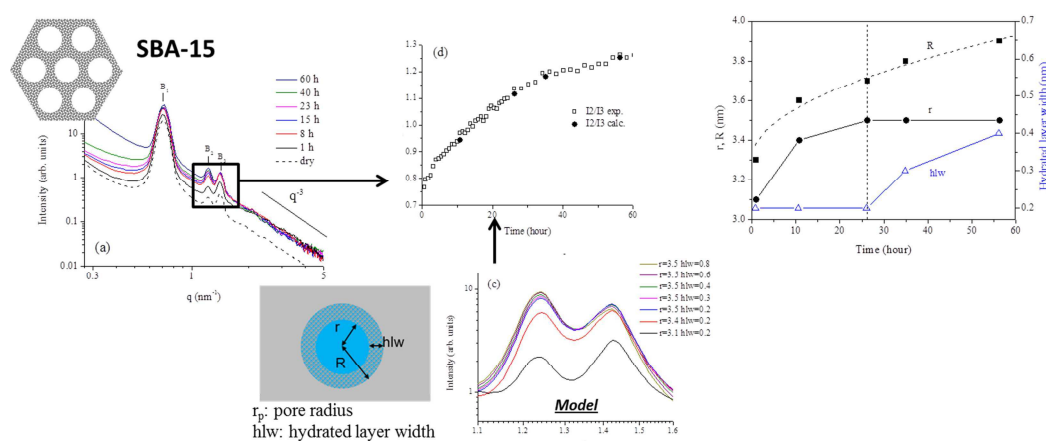 SBA-15
B1
60 h
40 h
23 h
15 h
8 h
1 h
dry
B2
10
1
0.1
0.01
Intensity (arb. units)
q-3
(a)
0.3
1
5
q (nm-1)
(d)
1.3
1.2
1.1
1.0
0.9
0.8
0.7
I2/I3 exp.
I2/I3 calc.
0
20
40
60
Time (hour)
4.0
3.8
3.6
3.4
3.2
3.0
r, R (nm)
R
r
hlw
0.7
0.6
0.5
0.4
0.3
0.2
Hydrated layer width (nm)
0
10
20
30
40
50
60
Time (hour)
r
hlw
R
rp: pore radius
hlw: hydrated layer width
r=3.5 hlw=0.8
r=3.5 hlw=0.6
r=3.5 hlw=0.4
r=3.5 hlw=0.3
r=3.5 hlw=0.2
r=3.4 hlw=0.2
r=3.1 hlw=0.2
10
1
Intensity (arb. units)
Model
1.1
1.2
1.3
1.4
1.5
1.6